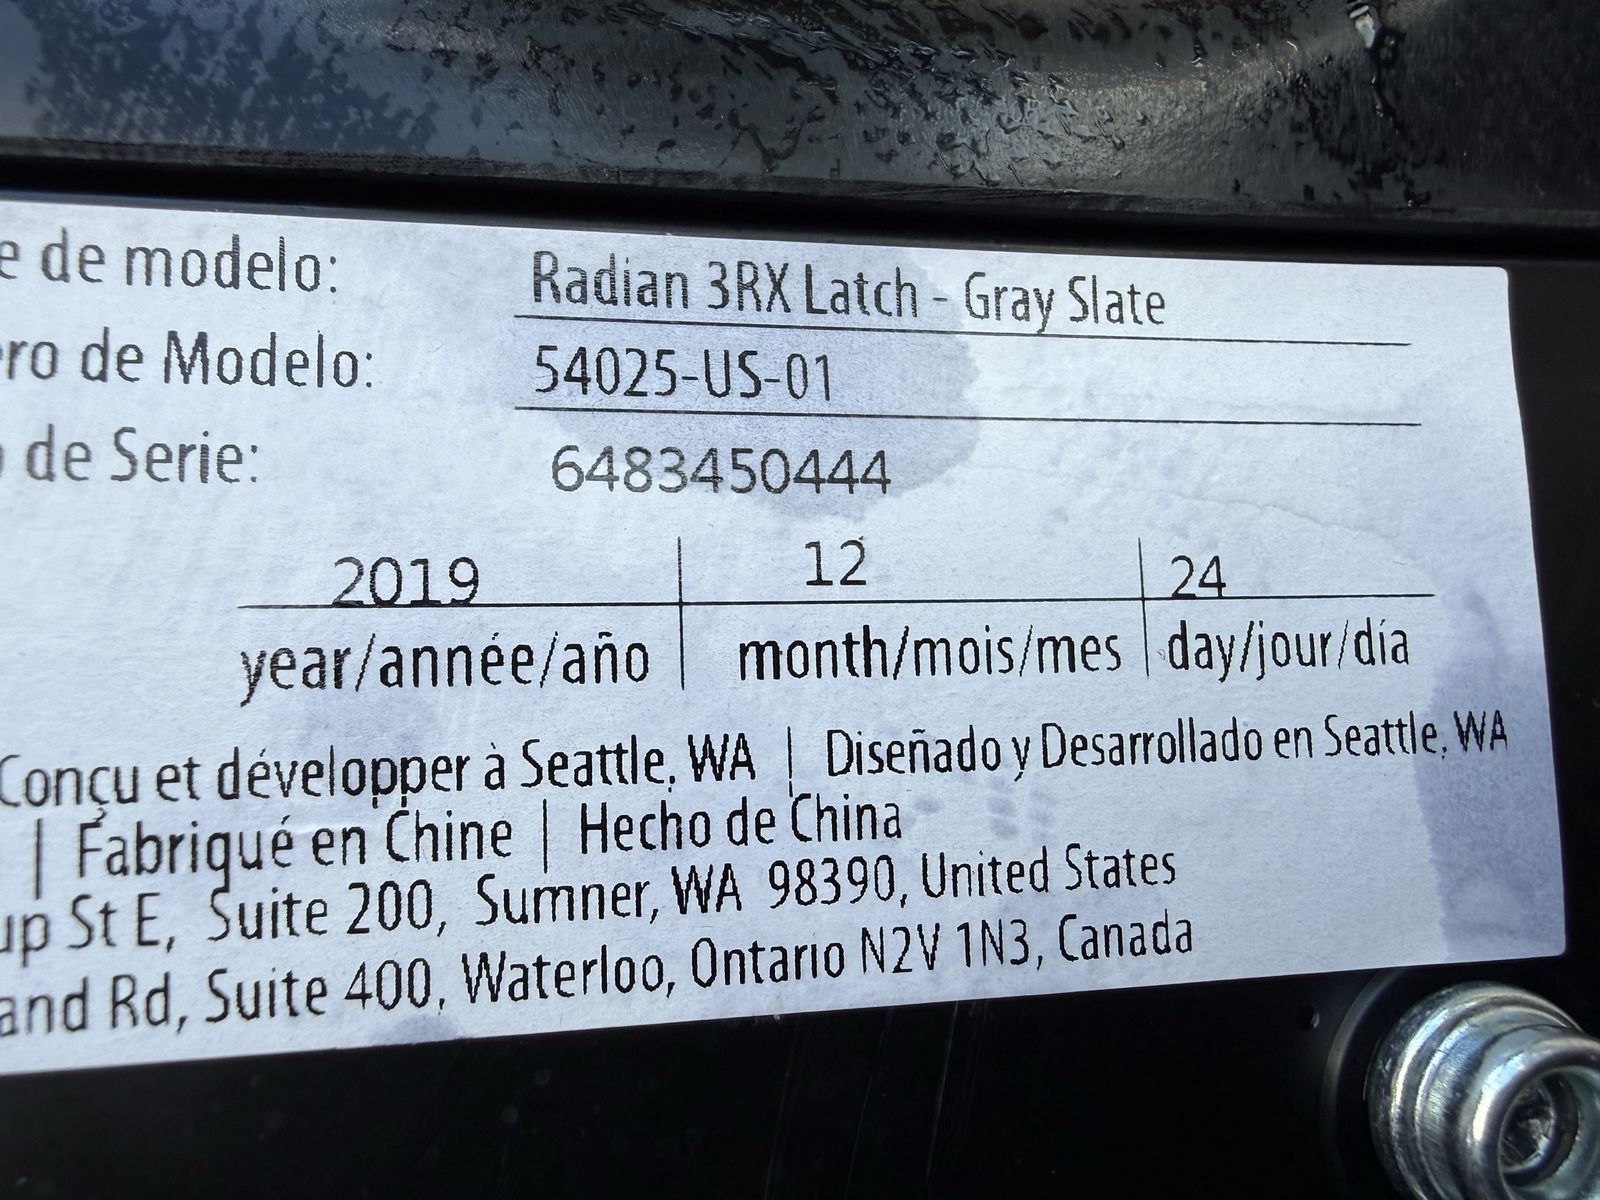 de modelo: Radian 3RX Latch - Gray Slate
de Modelo: 54025-US-01
de Serie: 6483450444
2019 12 24
year/année/año month/mois/mes day/jour/día
Conçu et développer à Seattle, WA | Diseñado y Desarrollado en Seattle, WA
| Fabriqué en Chine | Hecho de China
St E, Suite 200, Sumner, WA 98390, United States
Rd, Suite 400, Waterloo, Ontario N2V 1N3, Canada